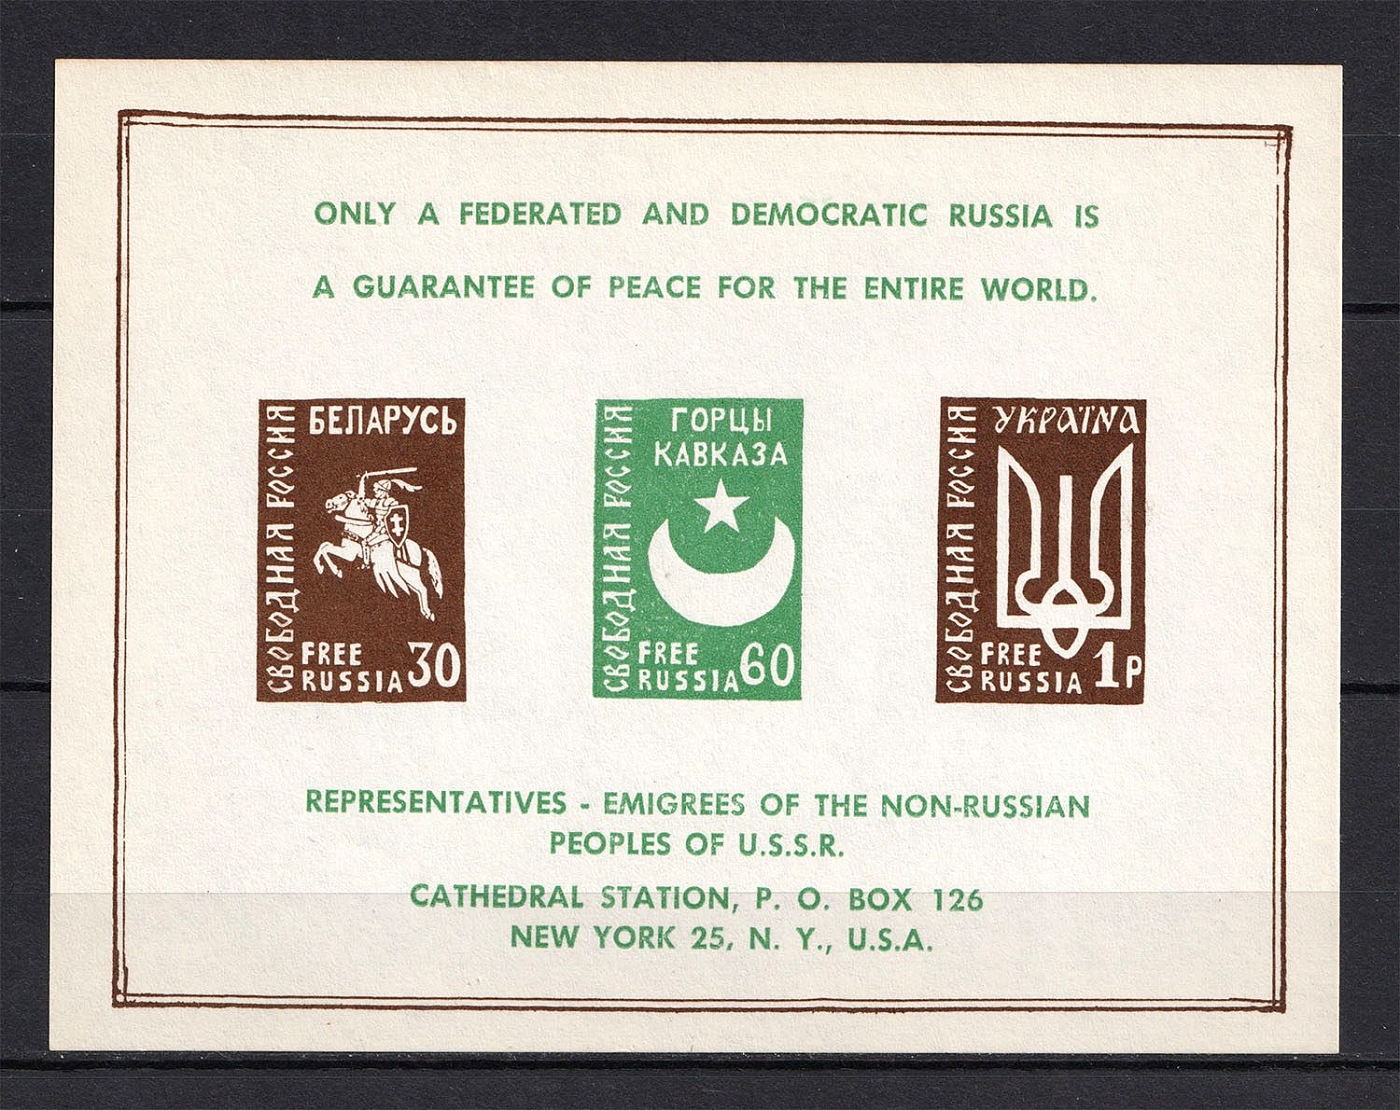 ONLY A FEDERATED AND DEMOCRATIC RUSSIA IS
A GUARANTEE OF PEACE FOR THE ENTIRE WORLD.
СВОБОДНАЯ РОССИЯ
БЕЛАРУСЬ
FREE
RUSSIA 30
СВОБОДНАЯ РОССИЯ
ГОРЦЫ
КАВКАЗА
FREE
RUSSIA 60
СВОБОДНАЯ РОССИЯ
УКРАЇNА
FREE
RUSSIA 1Р
REPRESENTATIVES - EMIGREES OF THE NON-RUSSIAN
PEOPLES OF U.S.S.R.
CATHEDRAL STATION, P. O. BOX 126
NEW YORK 25, N. Y., U.S.A.